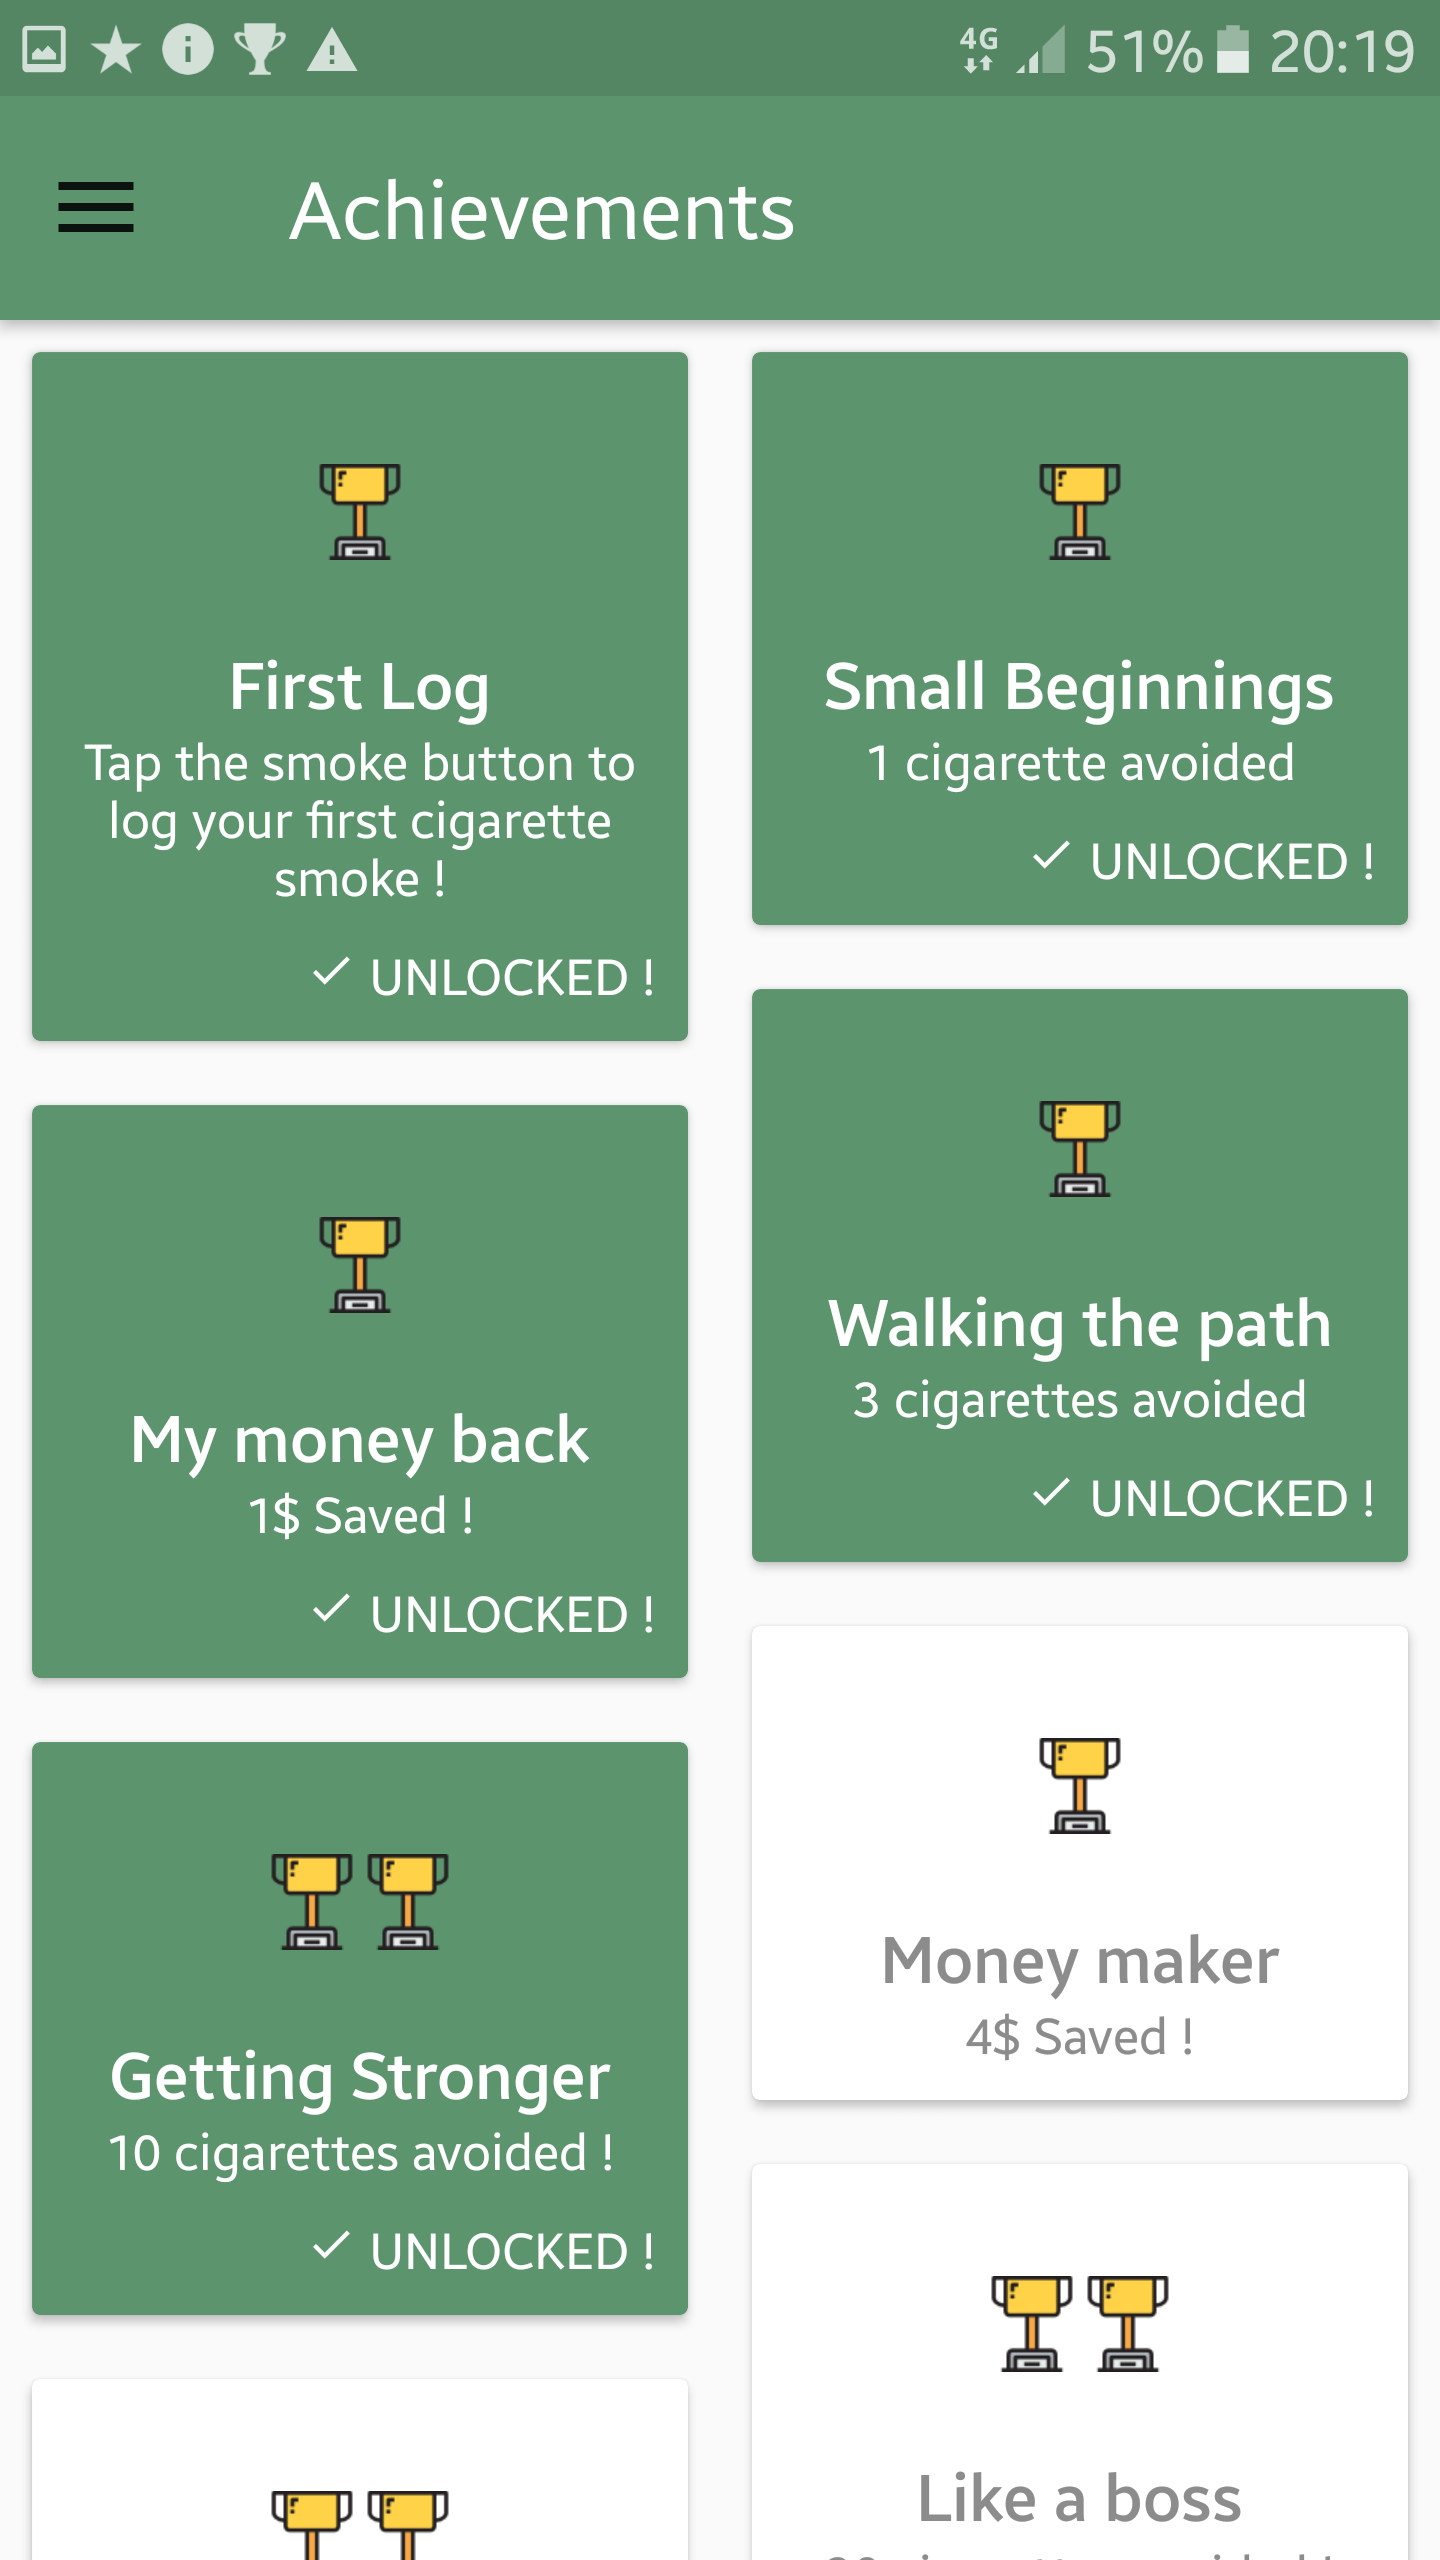 4G 51% 20:19
Achievements
First Log
Tap the smoke button to
log your first cigarette
smoke !
UNLOCKED !
Small Beginnings
1 cigarette avoided
UNLOCKED !
My money back
1$ Saved !
UNLOCKED !
Walking the path
3 cigarettes avoided
UNLOCKED !
Getting Stronger
10 cigarettes avoided !
UNLOCKED !
Money maker
4$ Saved !
Like a boss